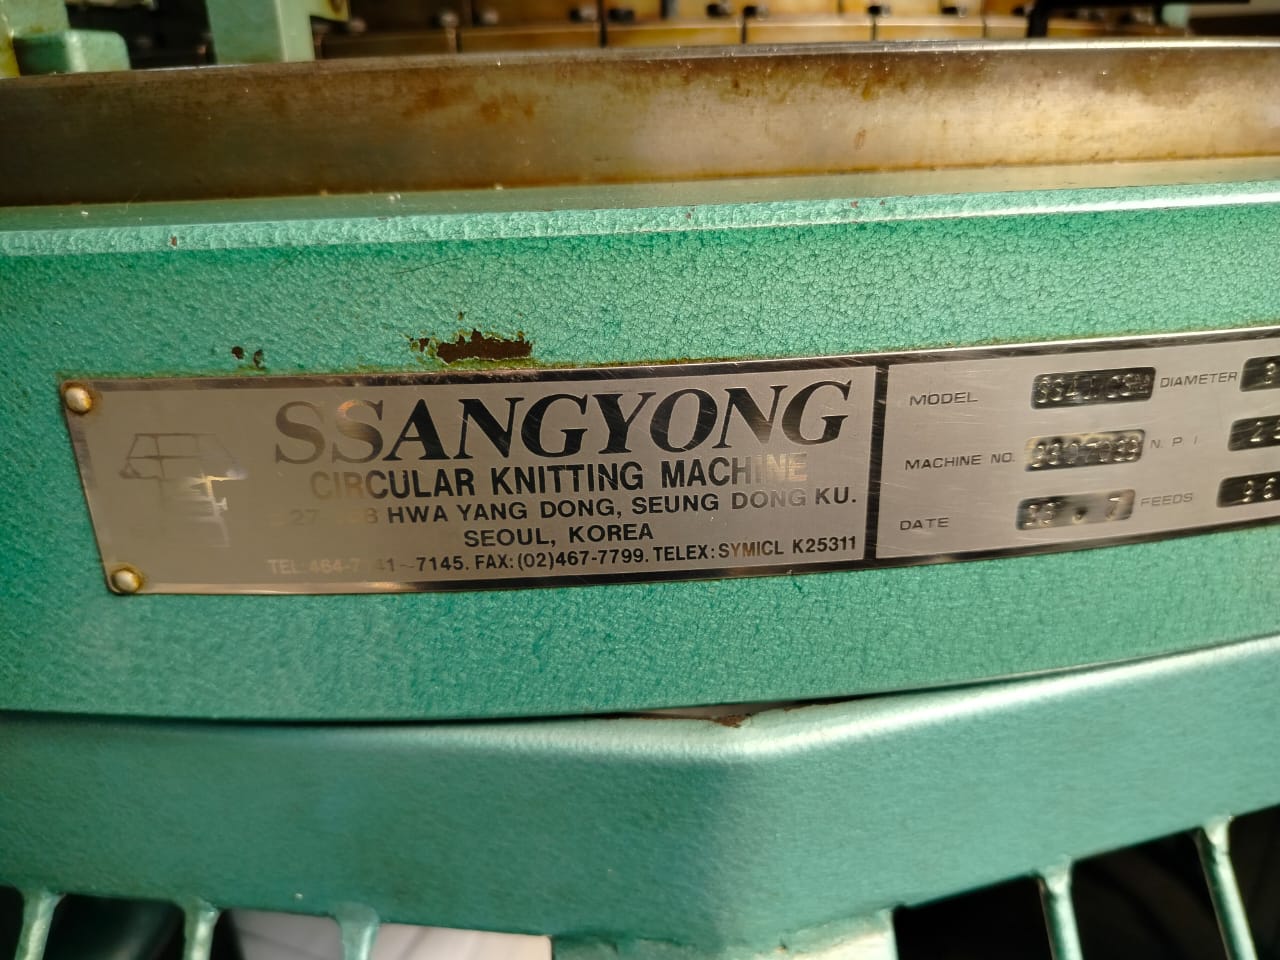 SSANGYONG
CIRCULAR KNITTING MACHINE
HWA YANG DONG, SEUNG DONG KU.
SEOUL, KOREA
TEL: 7145. FAX:(02)467-7799. TELEX:SYMICL K25311
MODEL DIAMETER
MACHINE NO. N. P. I.
DATE FEEDS